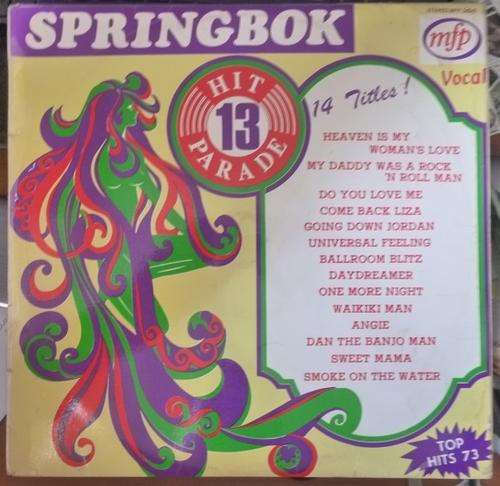 SPRINGBOK
mfp
Vocal
HIT
13
PARADE
14 Titles!
HEAVEN IS MY
WOMAN'S LOVE
MY DADDY WAS A ROCK
'N ROLL MAN
DO YOU LOVE ME
COME BACK LIZA
GOING DOWN JORDAN
UNIVERSAL FEELING
BALLROOM BLITZ
DAYDREAMER
ONE MORE NIGHT
WAIKIKI MAN
ANGIE
DAN THE BANJO MAN
SWEET MAMA
SMOKE ON THE WATER
TOP
HITS 73